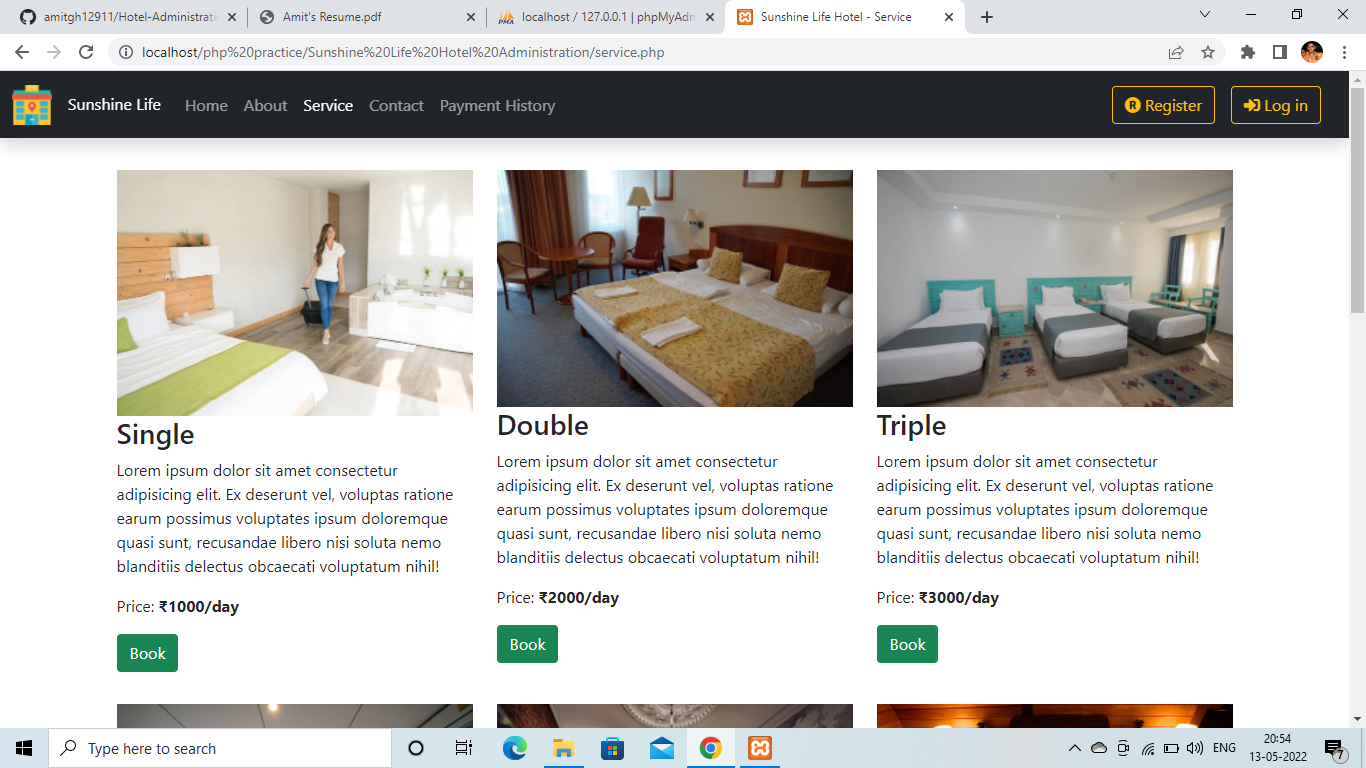 amitgh12911/Hotel-Administrati
Amit's Resume.pdf
localhost / 127.0.0.1 | phpMyAdm
Sunshine Life Hotel - Service
localhost/php%20practice/Sunshine%20Life%20Hotel%20Administration/service.php
Sunshine Life
Home
About
Service
Contact
Payment History
R Register
Log in
Single
Lorem ipsum dolor sit amet consectetur
adipisicing elit. Ex deserunt vel, voluptas ratione
earum possimus voluptates ipsum doloremque
quasi sunt, recusandae libero nisi soluta nemo
blanditiis delectus obcaecati voluptatum nihil!
Price: ₹1000/day
Book
Double
Lorem ipsum dolor sit amet consectetur
adipisicing elit. Ex deserunt vel, voluptas ratione
earum possimus voluptates ipsum doloremque
quasi sunt, recusandae libero nisi soluta nemo
blanditiis delectus obcaecati voluptatum nihil!
Price: ₹2000/day
Book
Triple
Lorem ipsum dolor sit amet consectetur
adipisicing elit. Ex deserunt vel, voluptas ratione
earum possimus voluptates ipsum doloremque
quasi sunt, recusandae libero nisi soluta nemo
blanditiis delectus obcaecati voluptatum nihil!
Price: ₹3000/day
Book
Type here to search
ENG
20:54
13-05-2022
7